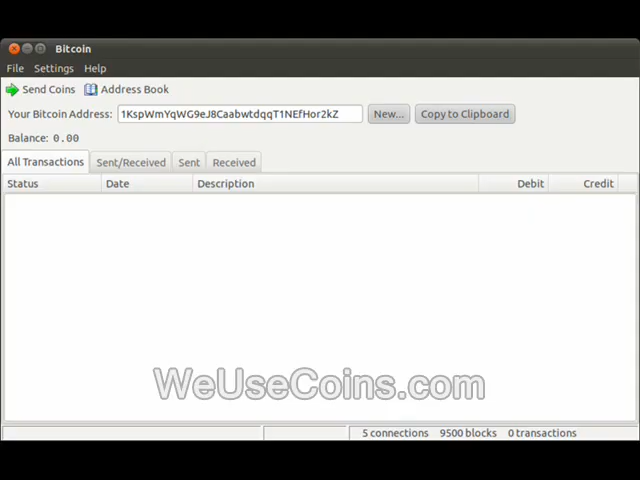 Bitcoin
File Settings Help
Send Coins Address Book
Your Bitcoin Address: 1KspWmYqWG9eJ8CaabwtdqqT1NEfHor2kZ New... Copy to Clipboard
Balance: 0.00
All Transactions Sent/Received Sent Received
Status Date Description Debit Credit
WeUseCoins.com
5 connections 9500 blocks 0 transactions